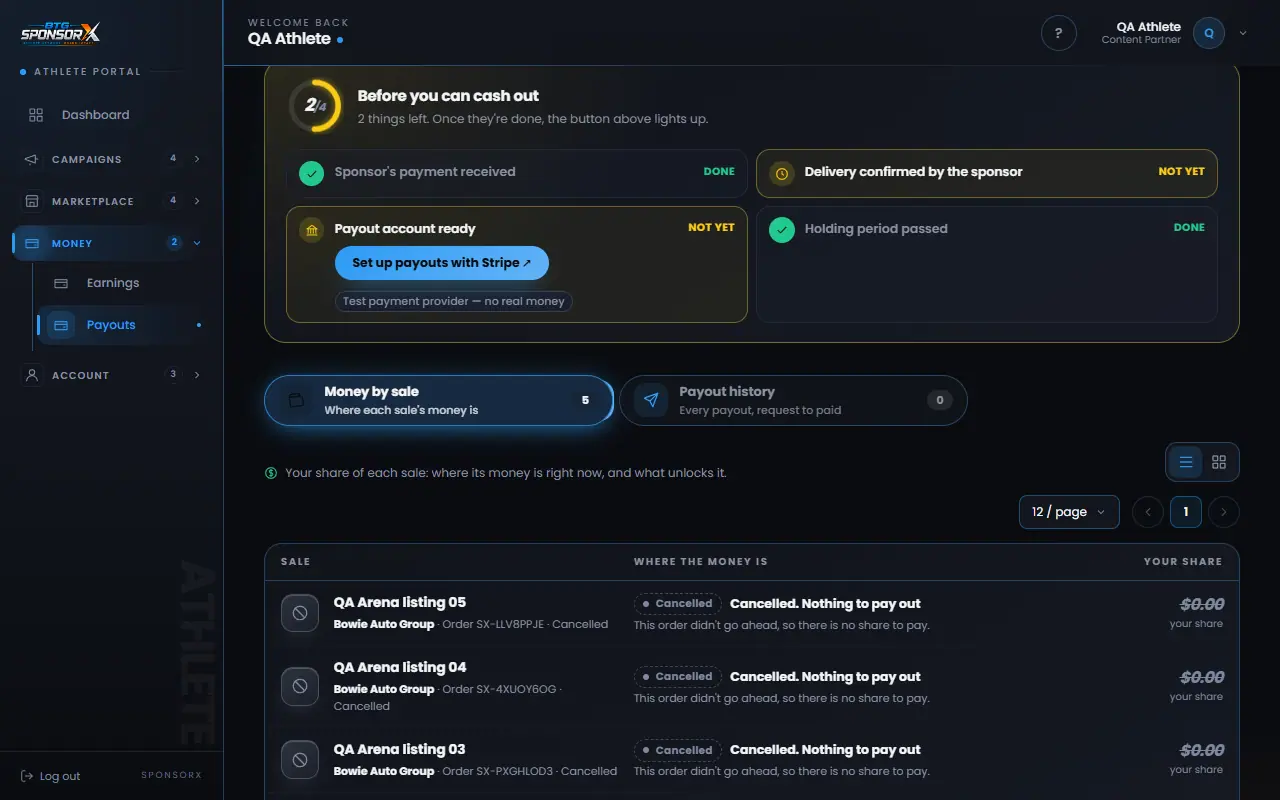 BTG
SPONSORX
ATHLETE PORTAL
Dashboard
CAMPAIGNS 4
MARKETPLACE 4
MONEY 2
Earnings
Payouts
ACCOUNT 3
ATHLETE
Log out
SPONSORX
WELCOME BACK
QA Athlete
?
QA Athlete
Content Partner
Q
2/4
Before you can cash out
2 things left. Once they're done, the button above lights up.
Sponsor's payment received DONE
Delivery confirmed by the sponsor NOT YET
Payout account ready NOT YET
Set up payouts with Stripe ↗
Test payment provider — no real money
Holding period passed DONE
Money by sale
Where each sale's money is
5
Payout history
Every payout, request to paid
0
Your share of each sale: where its money is right now, and what unlocks it.
12 / page
1
SALE WHERE THE MONEY IS YOUR SHARE
QA Arena listing 05
Bowie Auto Group · Order SX-LLV8PPJE · Cancelled
Cancelled Cancelled. Nothing to pay out
This order didn't go ahead, so there is no share to pay.
$0.00
your share
QA Arena listing 04
Bowie Auto Group · Order SX-4XUOY6OG ·
Cancelled
Cancelled Cancelled. Nothing to pay out
This order didn't go ahead, so there is no share to pay.
$0.00
your share
QA Arena listing 03
Bowie Auto Group · Order SX-PXGHLOD3 · Cancelled
Cancelled Cancelled. Nothing to pay out
This order didn't go ahead, so there is no share to pay.
$0.00
your share